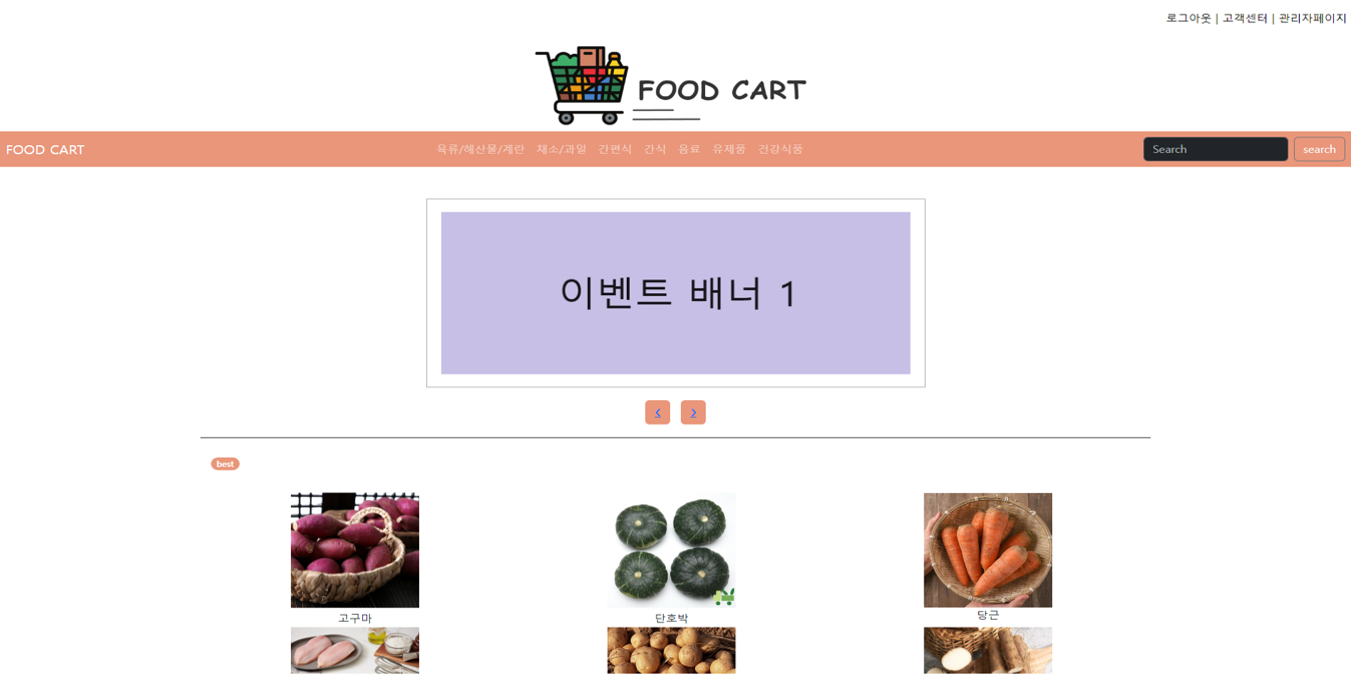 로그아웃 | 고객센터 | 관리자페이지
FOOD CART
FOOD CART 육류/해산물/계란 채소/과일 간편식 간식 음료 유제품 건강식품 Search search
이벤트 배너 1
best
고구마 단호박 당근